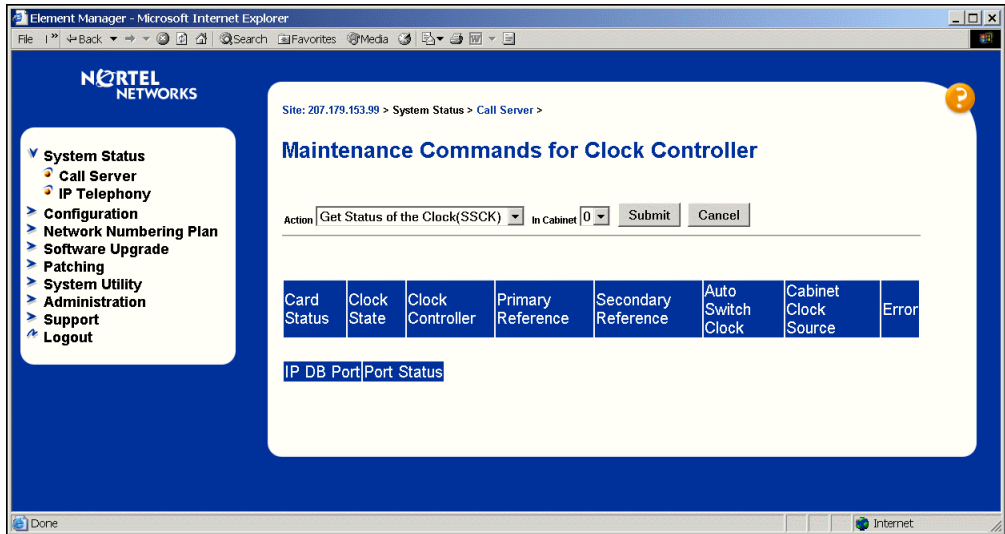 Element Manager - Microsoft Internet Explorer
File Back Search Favorites Media
NORTEL
NETWORKS
Site: 207.179.153.99 > System Status > Call Server >
Maintenance Commands for Clock Controller
System Status
Call Server
IP Telephony
Configuration
Network Numbering Plan
Software Upgrade
Patching
System Utility
Administration
Support
Logout
Action Get Status of the Clock(SSCK) In Cabinet 0 Submit Cancel
Card Status Clock State Clock Controller Primary Reference Secondary Reference Auto Switch Clock Cabinet Clock Source Error
IP DB Port Port Status
?
Done Internet